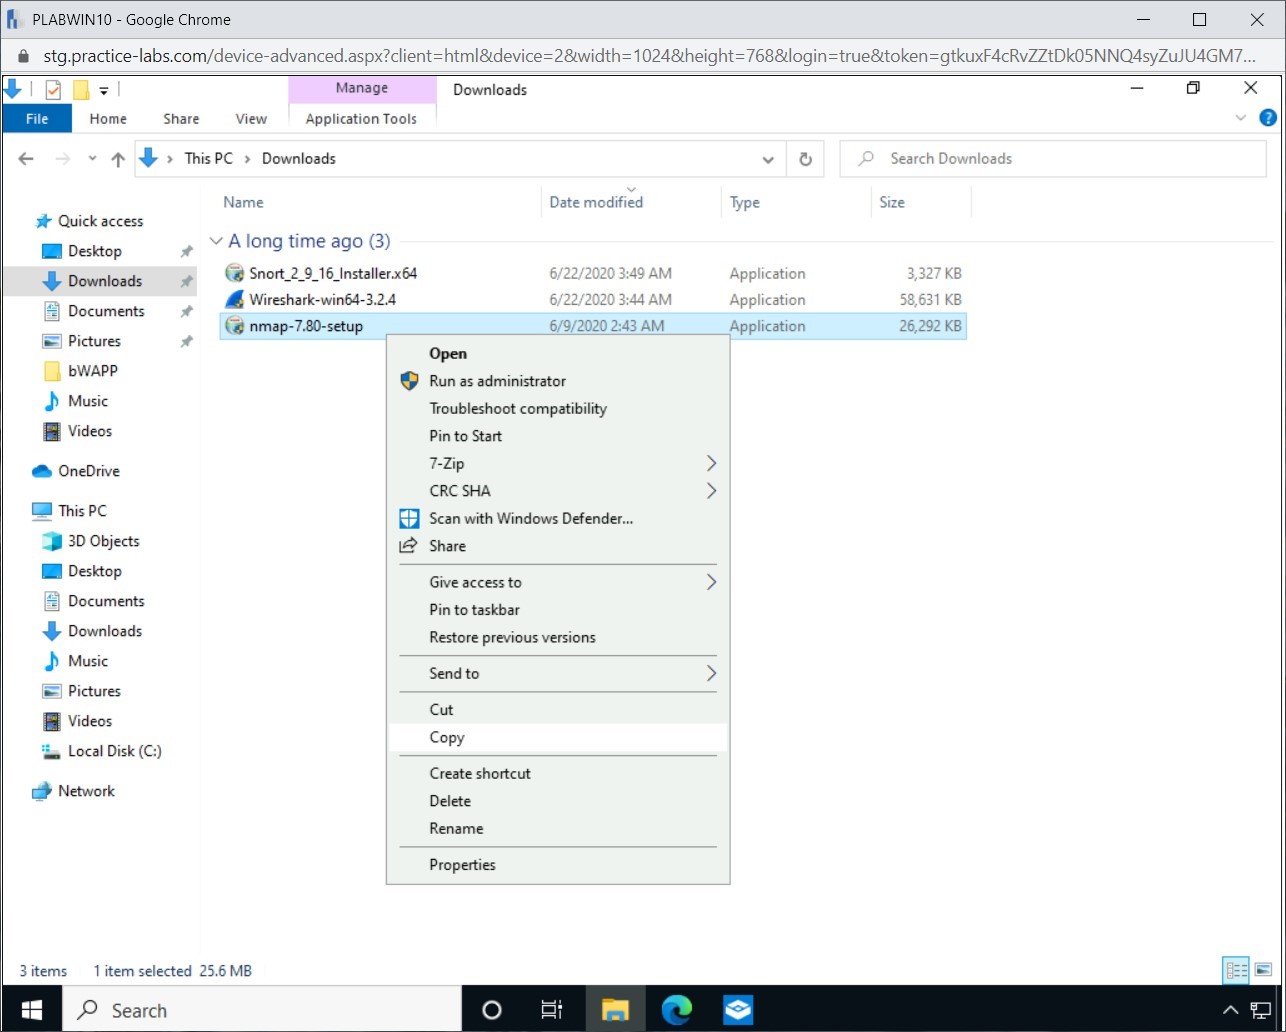 PLABWIN10 - Google Chrome
stg.practice-labs.com/device-advanced.aspx?client=html&device=2&width=1024&height=768&login=true&token=gtkuxF4cRvZZtDk05NNQ4syZuJU4GM7...
Manage
Downloads
File
Home
Share
View
Application Tools
?
This PC
Downloads
Search Downloads
Name
Date modified
Type
Size
A long time ago (3)
Snort_2_9_16_Installer.x64
6/22/2020 3:49 AM
Application
3,327 KB
Wireshark-win64-3.2.4
6/22/2020 3:44 AM
Application
58,631 KB
nmap-7.80-setup
6/9/2020 2:43 AM
Application
26,292 KB
Quick access
Desktop
Downloads
Documents
Pictures
bWAPP
Music
Videos
OneDrive
This PC
3D Objects
Desktop
Documents
Downloads
Music
Pictures
Videos
Local Disk (C:)
Network
Open
Run as administrator
Troubleshoot compatibility
Pin to Start
7-Zip
CRC SHA
Scan with Windows Defender...
Share
Give access to
Pin to taskbar
Restore previous versions
Send to
Cut
Copy
Create shortcut
Delete
Rename
Properties
3 items
1 item selected 25.6 MB
Search